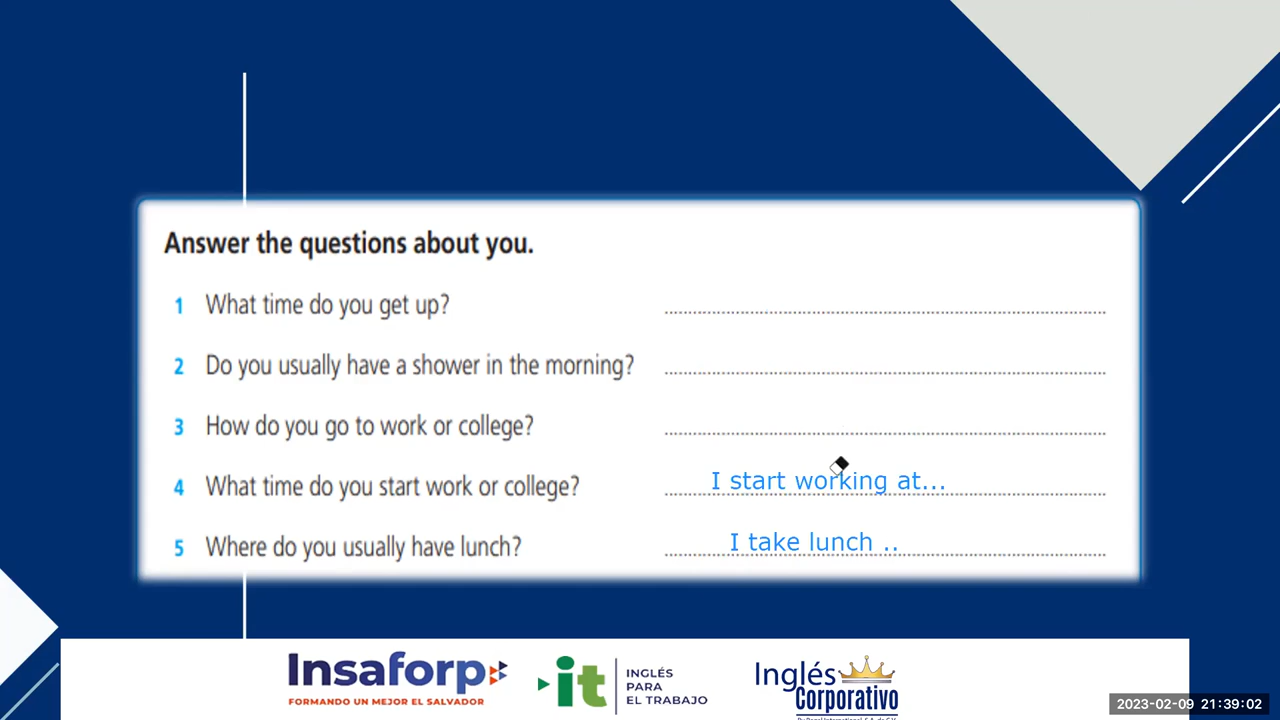 Answer the questions about you.
1 What time do you get up?
2 Do you usually have a shower in the morning?
3 How do you go to work or college?
4 What time do you start work or college? I start working at...
5 Where do you usually have lunch? I take lunch ..
Insaforp
FORMANDO UN MEJOR EL SALVADOR
it
INGLÉS
PARA
EL TRABAJO
Inglés
Corporativo
2023-02-09 21:39:02